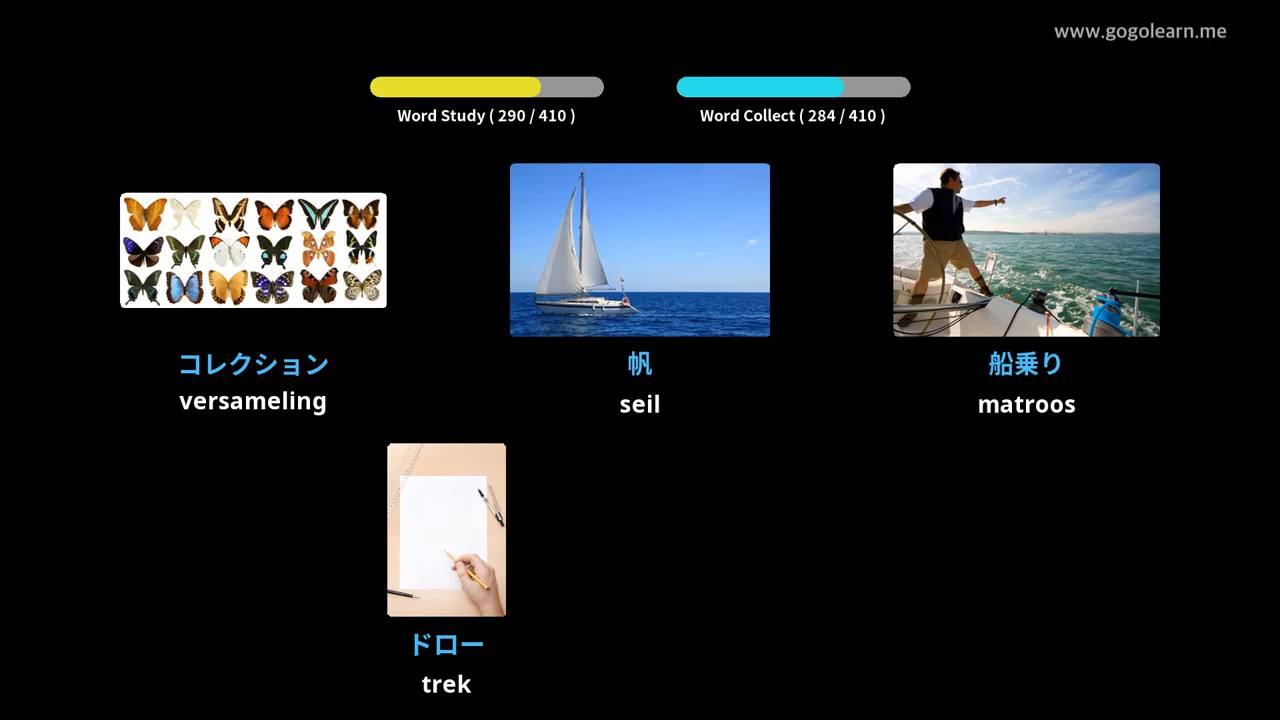 www.gogolearn.me
Word Study ( 290 / 410 )
Word Collect ( 284 / 410 )
コレクション
versameling
帆
seil
船乗り
matroos
ドロー
trek